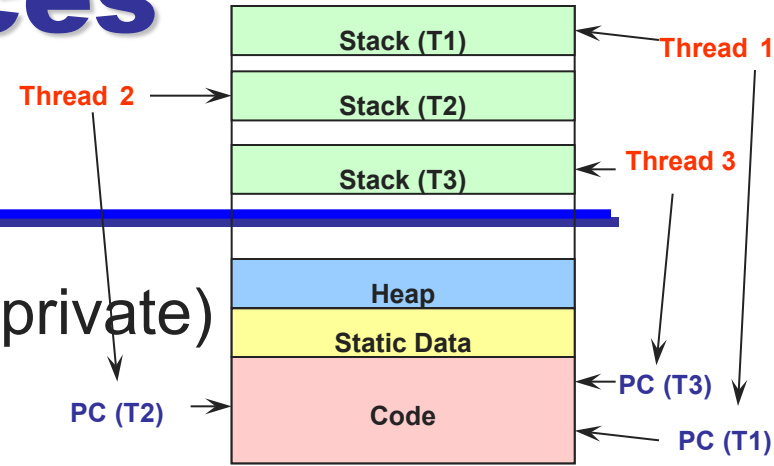 Stack (T1)
Thread 1
Thread 2
Stack (T2)
Thread 3
Stack (T3)
Heap
private)
Static Data
PC (T3)
PC (T2)
Code
PC (T1)